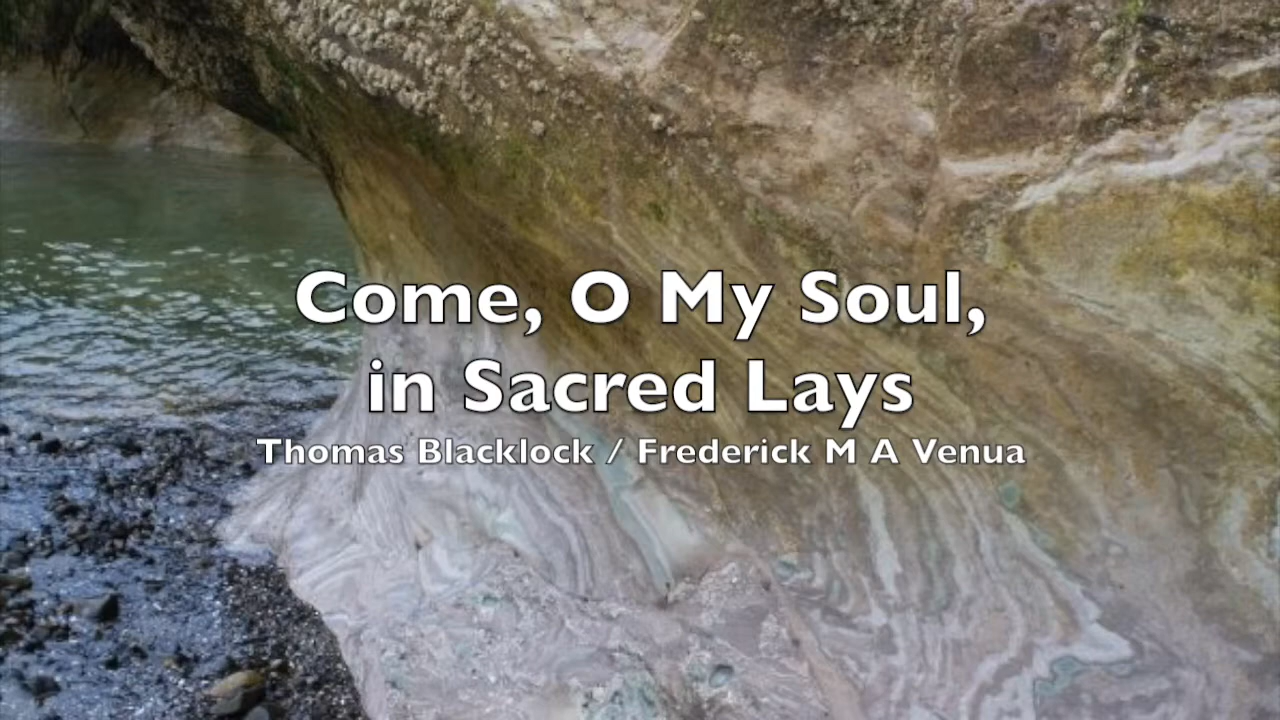 Come, O My Soul,
in Sacred Lays
Thomas Blacklock / Frederick M A Venua